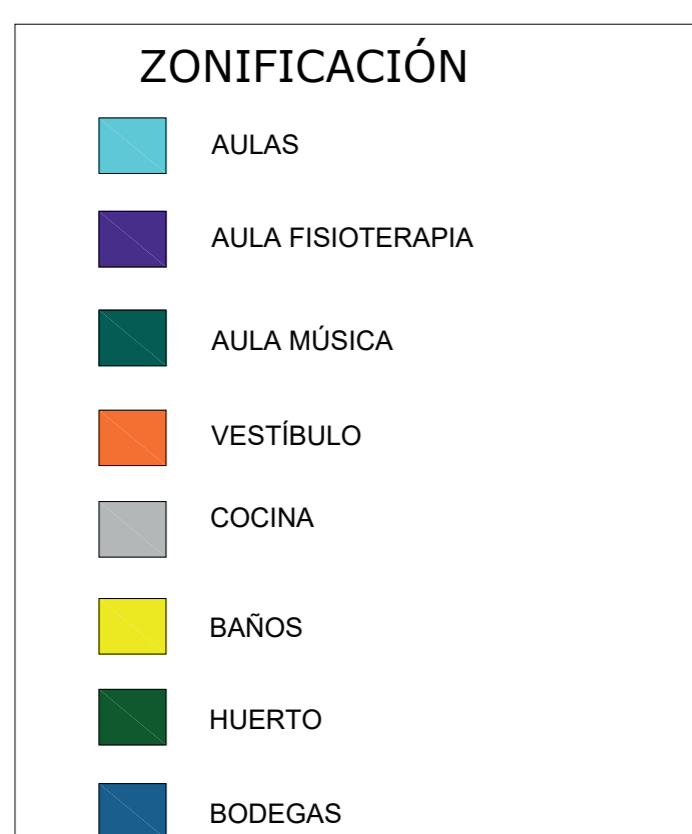 ZONIFICACIÓN
AULAS
AULA FISIOTERAPIA
AULA MÚSICA
VESTÍBULO
COCINA
BAÑOS
HUERTO
BODEGAS